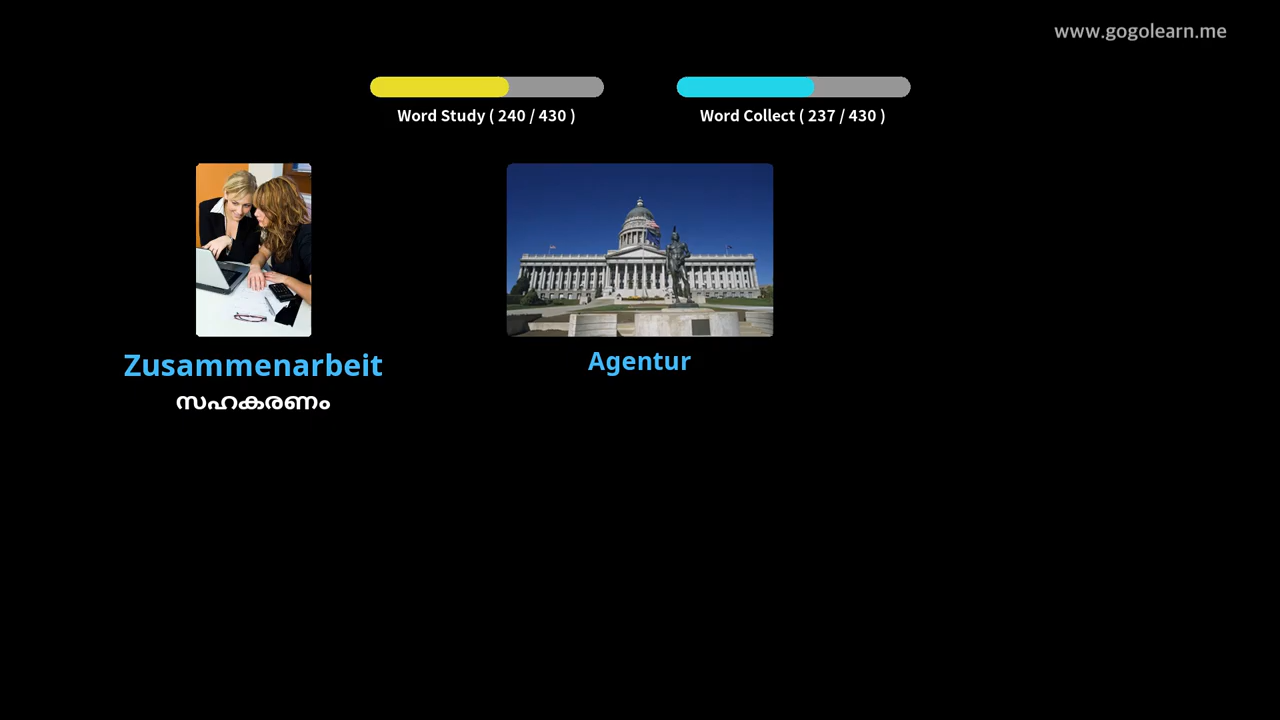 www.gogolearn.me
Word Study ( 240 / 430 )
Word Collect ( 237 / 430 )
Zusammenarbeit
സഹകരണം
Agentur